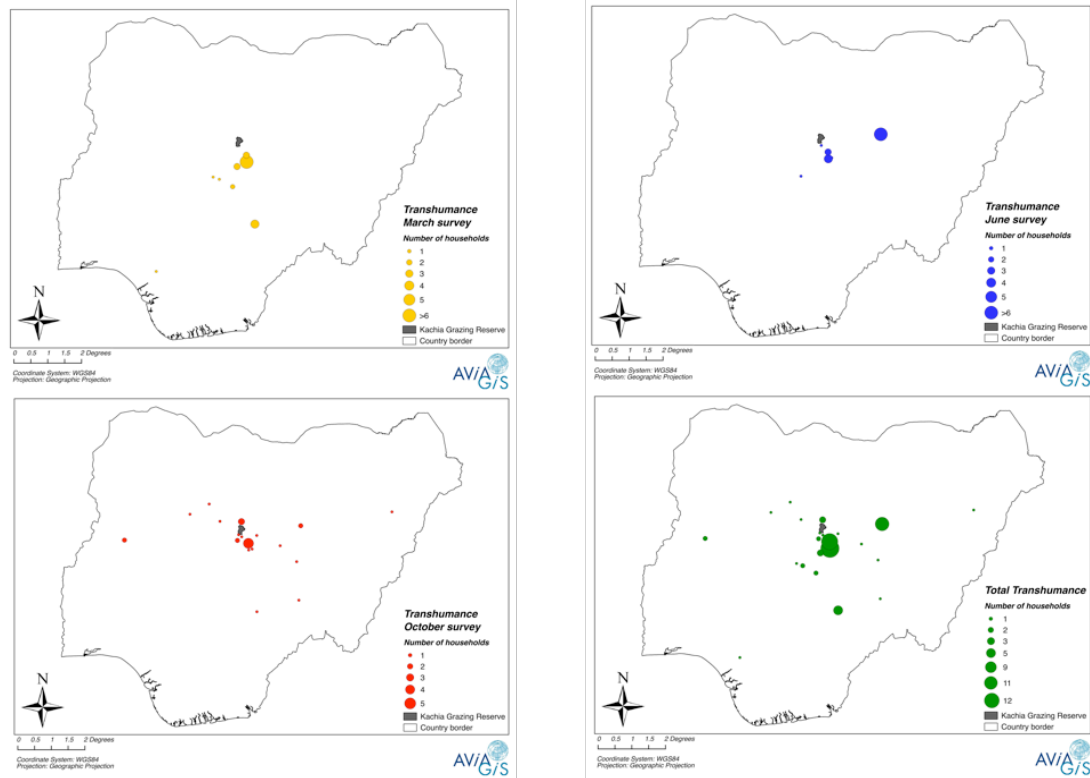 Transhumance
March survey
Number of households
1
2
3
4
5
>6
Kachia Grazing Reserve
Country border
N
0 0.5 1 1.5 2 Degrees
Coordinate System: WGS84
Projection: Geographic Projection
AViA
GiS
Transhumance
June survey
Number of households
1
2
3
4
5
>6
Kachia Grazing Reserve
Country border
N
0 0.5 1 1.5 2 Degrees
Coordinate System: WGS84
Projection: Geographic Projection
AViA
GiS
Transhumance
October survey
Number of households
1
2
3
4
5
Kachia Grazing Reserve
Country border
N
0 0.5 1 1.5 2 Degrees
Coordinate System: WGS84
Projection: Geographic Projection
AViA
GiS
Total Transhumance
Number of households
1
2
3
5
9
11
12
Kachia Grazing Reserve
Country border
N
0 0.5 1 1.5 2 Degrees
Coordinate System: WGS84
Projection: Geographic Projection
AViA
GiS